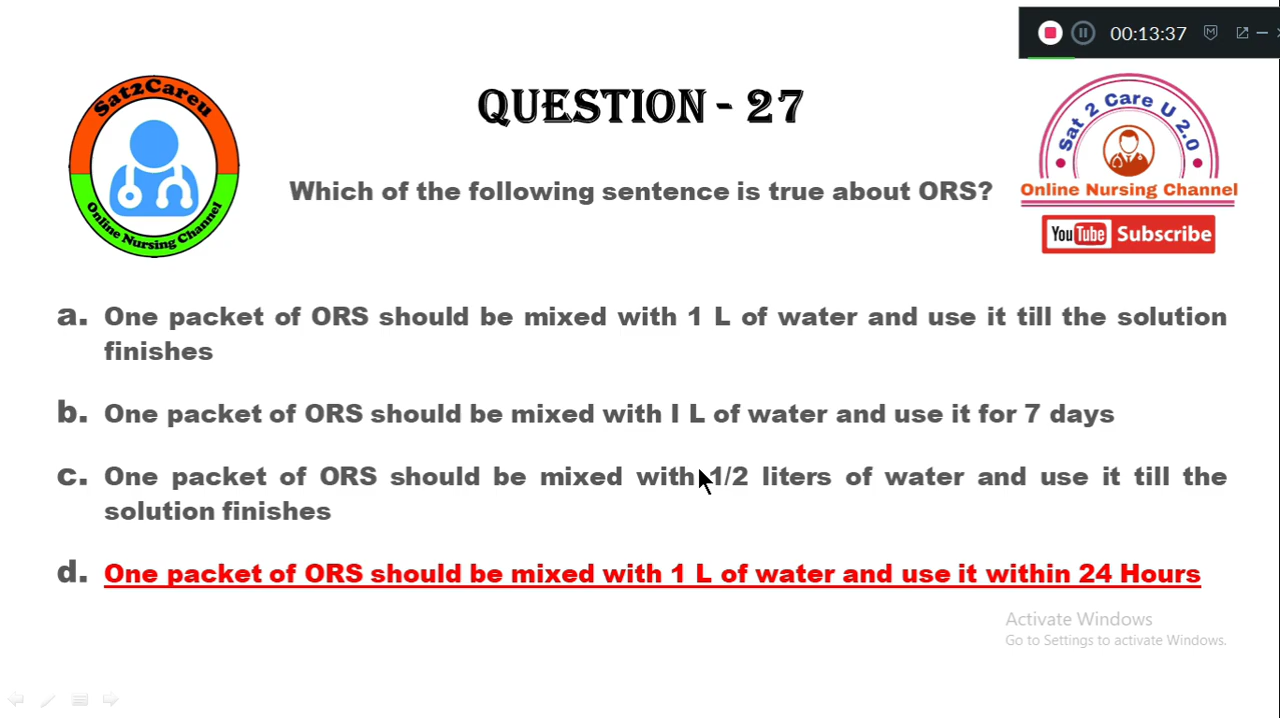 00:13:37
Sat2Careu
Online Nursing Channel
QUESTION - 27
Sat 2 Care U 2.0
Online Nursing Channel
YouTube Subscribe
Which of the following sentence is true about ORS?
a. One packet of ORS should be mixed with 1 L of water and use it till the solution
finishes
b. One packet of ORS should be mixed with I L of water and use it for 7 days
c. One packet of ORS should be mixed with 1/2 liters of water and use it till the
solution finishes
d. One packet of ORS should be mixed with 1 L of water and use it within 24 Hours
Activate Windows
Go to Settings to activate Windows.